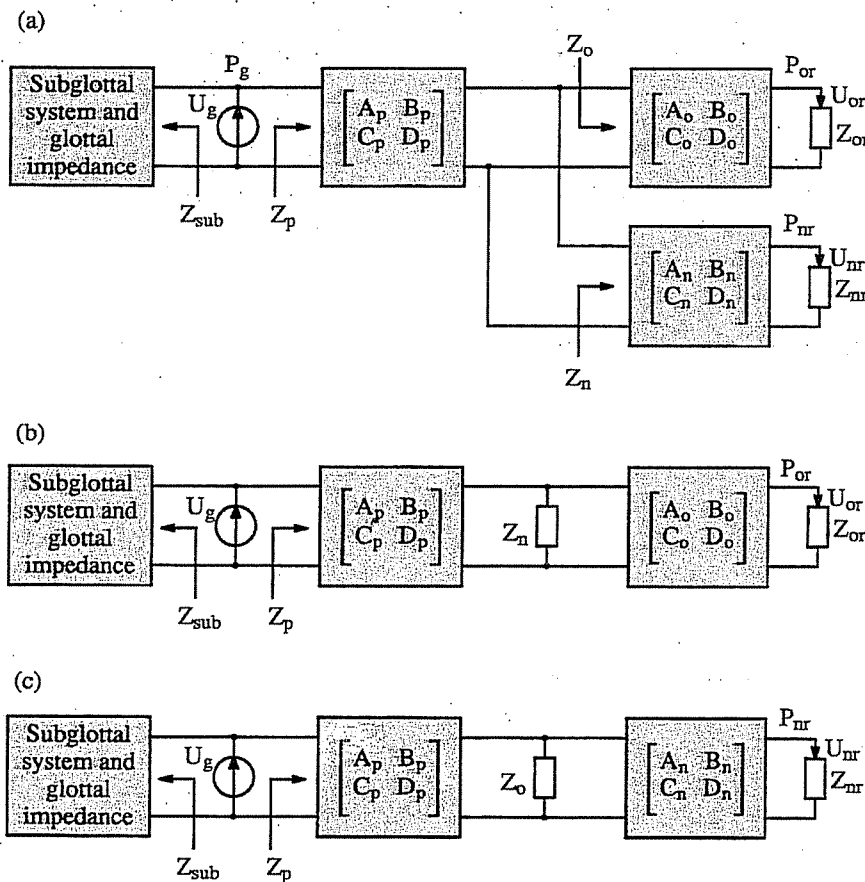 (a)
Subglottal
system and
glottal
impedance
P_g
U_g
Z_sub
Z_p
A_p B_p
C_p D_p
Z_o
A_o B_o
C_o D_o
P_or
U_or
Z_or
Z_n
A_n B_n
C_n D_n
P_nr
U_nr
Z_nr
(b)
Subglottal
system and
glottal
impedance
U_g
Z_sub
Z_p
A_p B_p
C_p D_p
Z_n
A_o B_o
C_o D_o
P_or
U_or
Z_or
(c)
Subglottal
system and
glottal
impedance
U_g
Z_sub
Z_p
A_p B_p
C_p D_p
Z_o
A_n B_n
C_n D_n
P_nr
U_nr
Z_nr